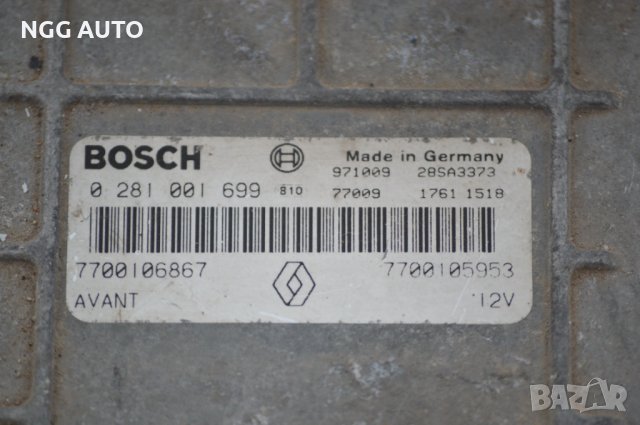 NGG AUTO
BOSCH Made in Germany
971009 28SA3373
0 281 001 699 810 77009 1761 1518
7700106867 7700105953
AVANT 12V
BAZAR